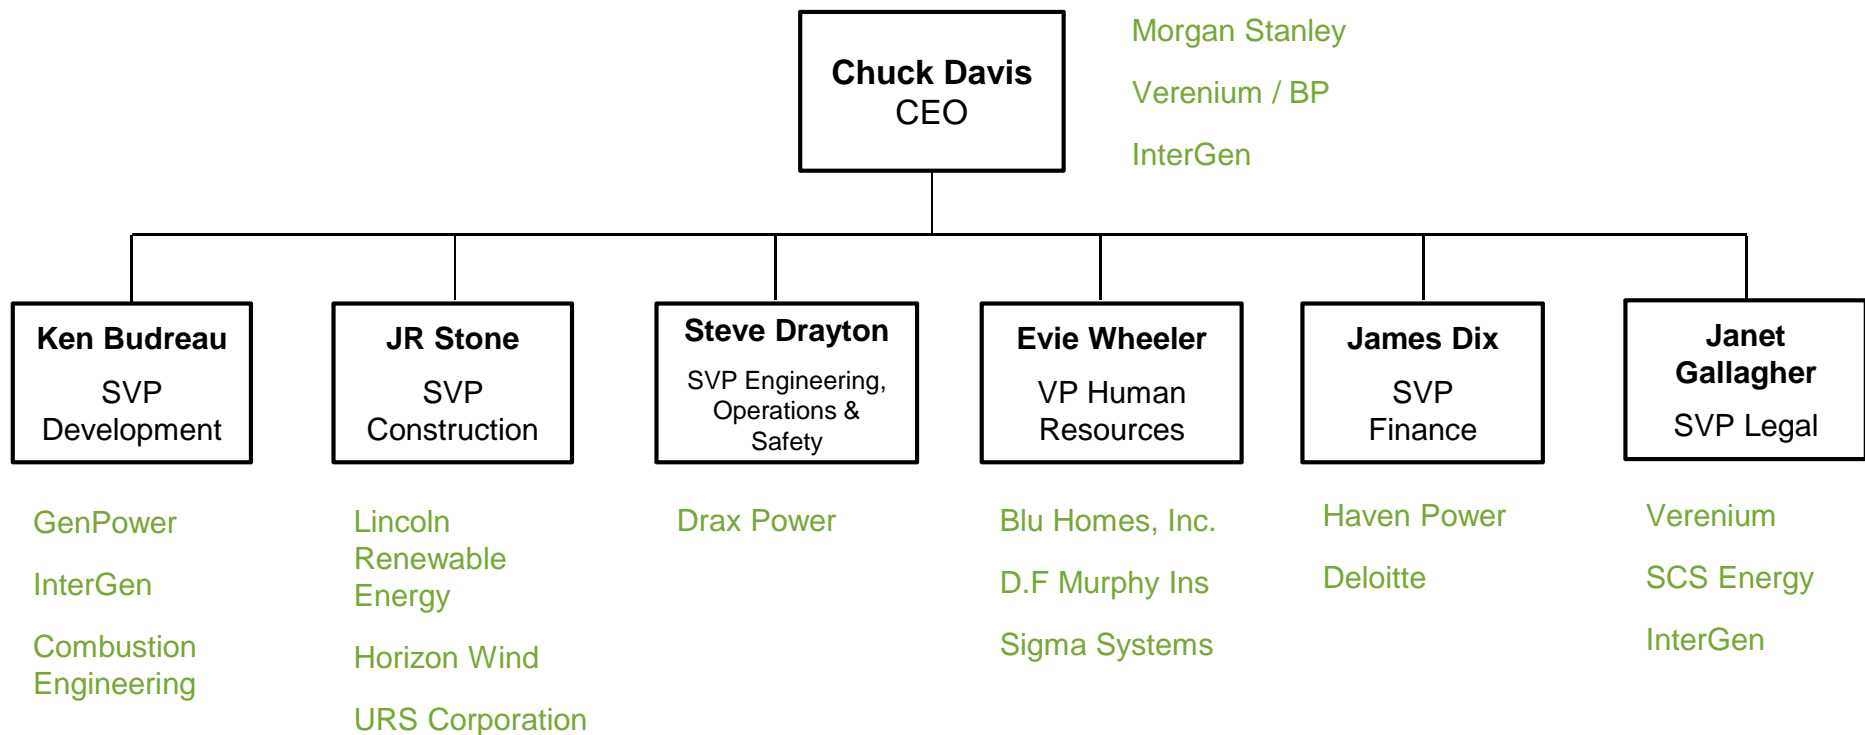 Chuck Davis
CEO
Morgan Stanley
Verenium / BP
InterGen
Ken Budreau
SVP
Development
GenPower
InterGen
Combustion
Engineering
JR Stone
SVP
Construction
Lincoln
Renewable
Energy
Horizon Wind
URS Corporation
Steve Drayton
SVP Engineering,
Operations &
Safety
Drax Power
Evie Wheeler
VP Human
Resources
Blu Homes, Inc.
D.F Murphy Ins
Sigma Systems
James Dix
SVP
Finance
Haven Power
Deloitte
Janet
Gallagher
SVP Legal
Verenium
SCS Energy
InterGen